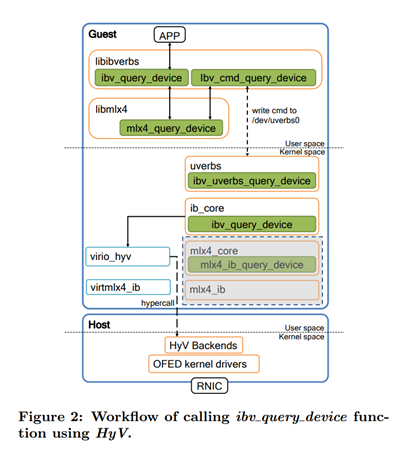 Guest
APP
libibverbs
ibv_query_device
Ibv_cmd_query_device
libmlx4
write cmd to
/dev/uverbs0
mlx4_query_device
User space
Kernel space
uverbs
ibv_uverbs_query_device
ib_core
ibv_query_device
virio_hyv
mlx4_core
mlx4_ib_query_device
virtmlx4_ib
mlx4_ib
hypercall
Host
User space
Kernel space
HyV Backends
OFED kernel drivers
RNIC
Figure 2: Workflow of calling ibv_query_device func-
tion using HyV.